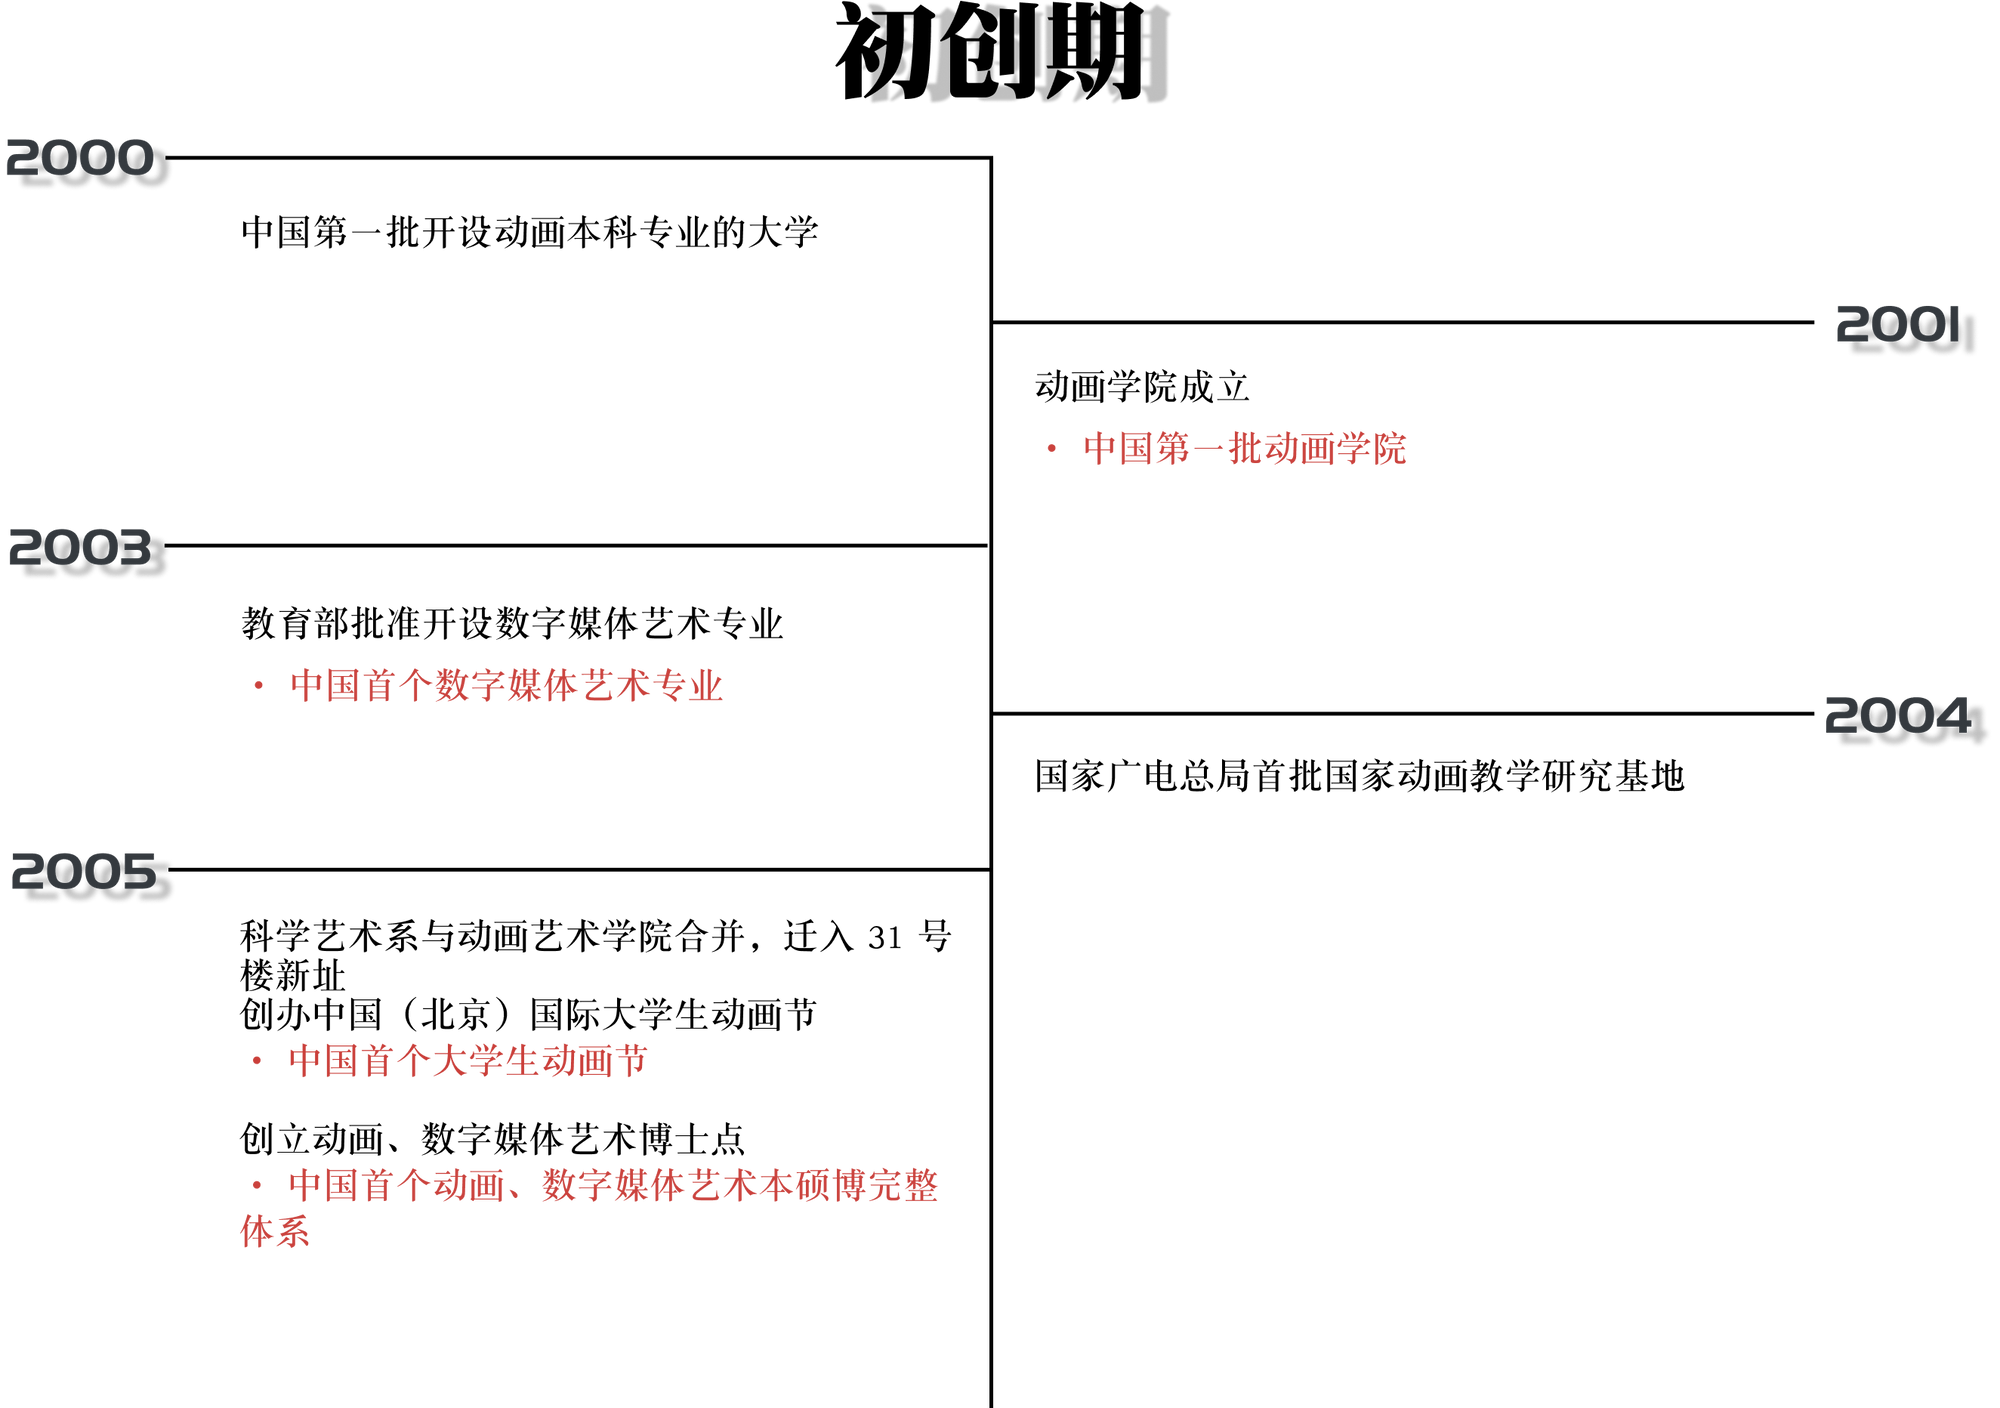 初创期
2000
中国第一批开设动画本科专业的大学
2001
动画学院成立
• 中国第一批动画学院
2003
教育部批准开设数字媒体艺术专业
• 中国首个数字媒体艺术专业
2004
国家广电总局首批国家动画教学研究基地
2005
科学艺术系与动画艺术学院合并，迁入 31 号
楼新址
创办中国（北京）国际大学生动画节
• 中国首个大学生动画节
创立动画、数字媒体艺术博士点
• 中国首个动画、数字媒体艺术本硕博完整
体系